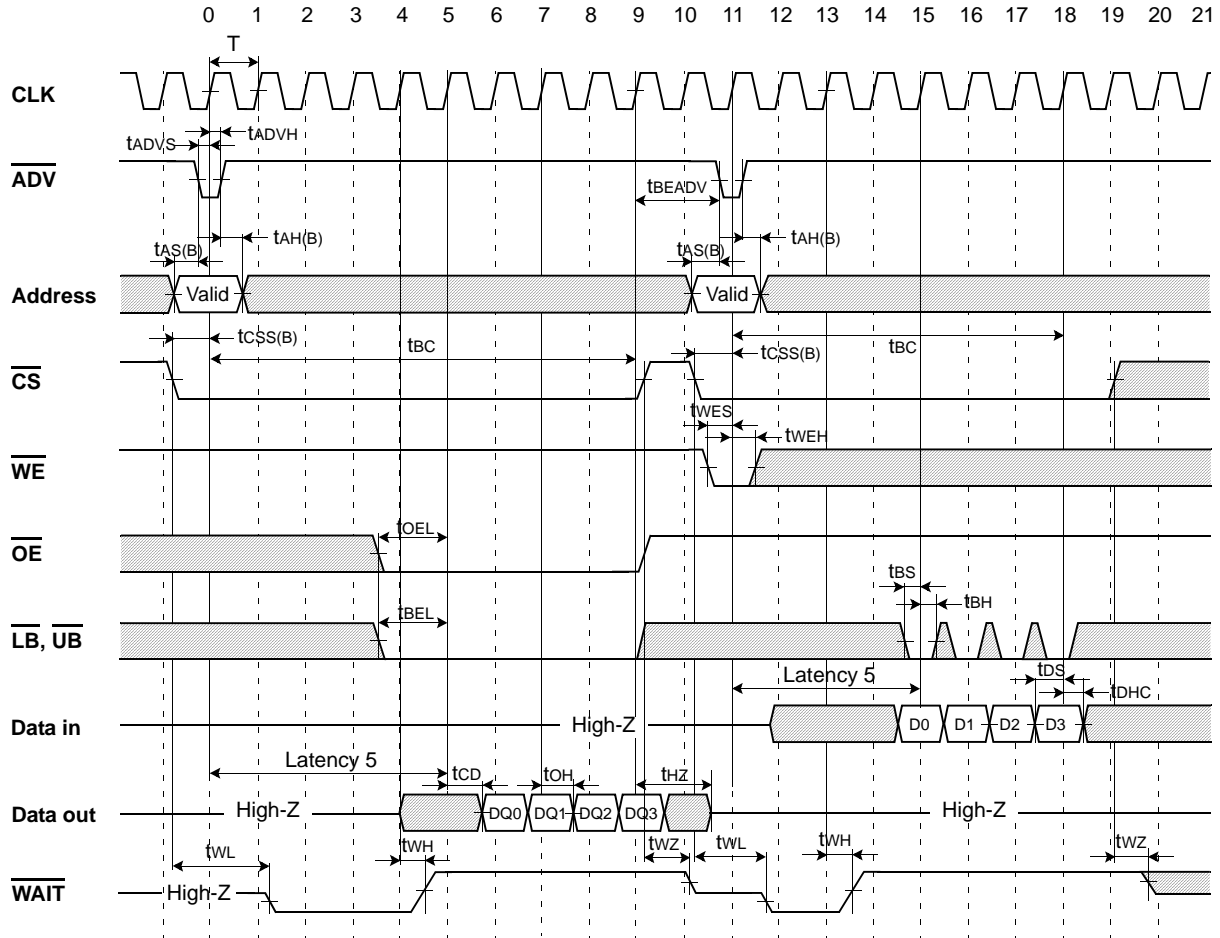 0 1 2 3 4 5 6 7 8 9 10 11 12 13 14 15 16 17 18 19 20 21
T
CLK
tADVS
tADVH
ADV
tBEADV
tAS(B)
tAH(B)
tAS(B)
tAH(B)
Address
Valid
Valid
tCSS(B)
tBC
tCSS(B)
tBC
CS
tWES
tWEH
WE
tOEL
OE
tBS
tBEL
tBH
LB, UB
Latency 5
tDS
tDHC
Data in
High-Z
D0 D1 D2 D3
Latency 5
tCD
tOH
tHZ
Data out
High-Z
DQ0 DQ1 DQ2 DQ3
High-Z
tWL
tWH
tWZ
tWL
tWH
tWZ
WAIT
High-Z